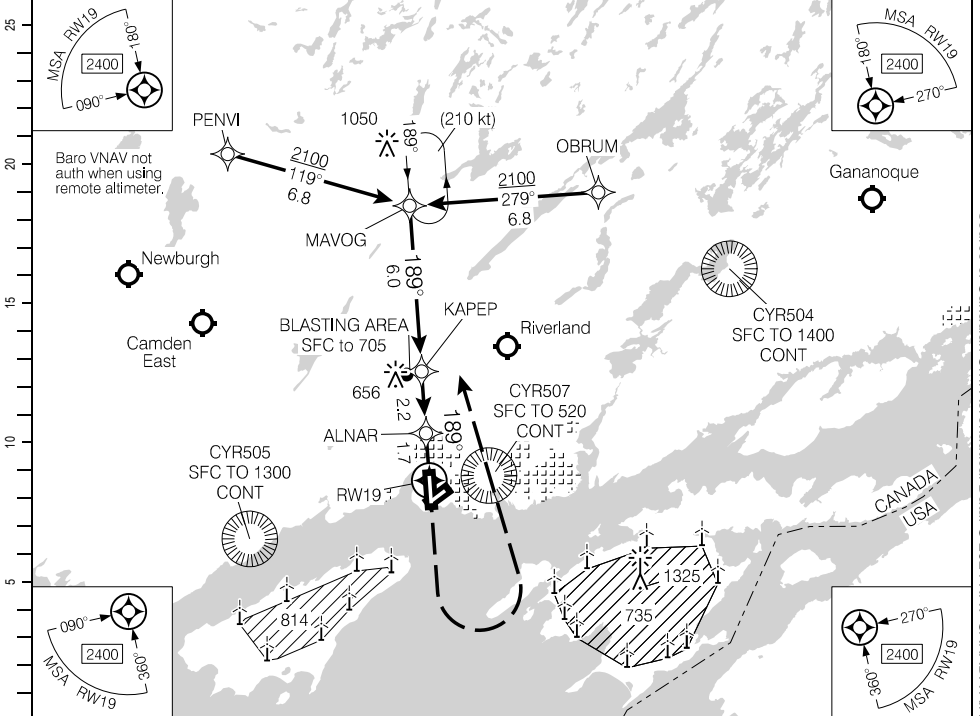 25
20
15
10
5
MSA RW19
180°
2400
090°
MSA RW19
180°
2400
270°
PENVI
1050
189°
(210 kt)
OBRUM
Baro VNAV not
auth when using
remote altimeter.
2100
119°
6.8
2100
279°
6.8
Gananoque
MAVOG
Newburgh
189°
6.0
KAPEP
BLASTING AREA
SFC to 705
Riverland
CYR504
SFC TO 1400
CONT
Camden
East
656
2.2
CYR507
SFC TO 520
CONT
ALNAR
189°
1.7
CYR505
SFC TO 1300
CONT
RW19
CANADA
USA
1325
735
814
090°
2400
360°
MSA RW19
270°
2400
360°
MSA RW19